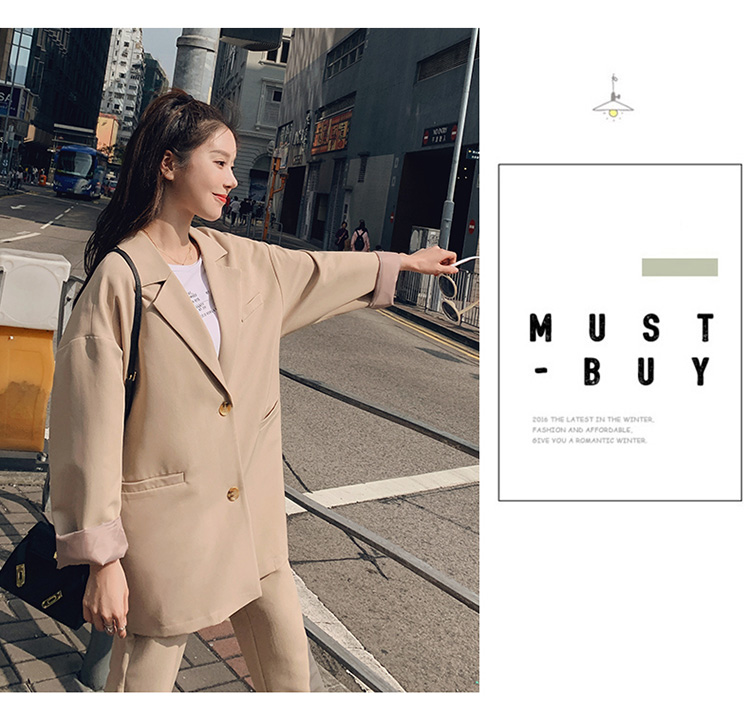 MUST
-BUY
2016 THE LATEST IN THE WINTER,
FASHION AND AFFORDABLE,
GIVE YOU A ROMANTIC WINTER.